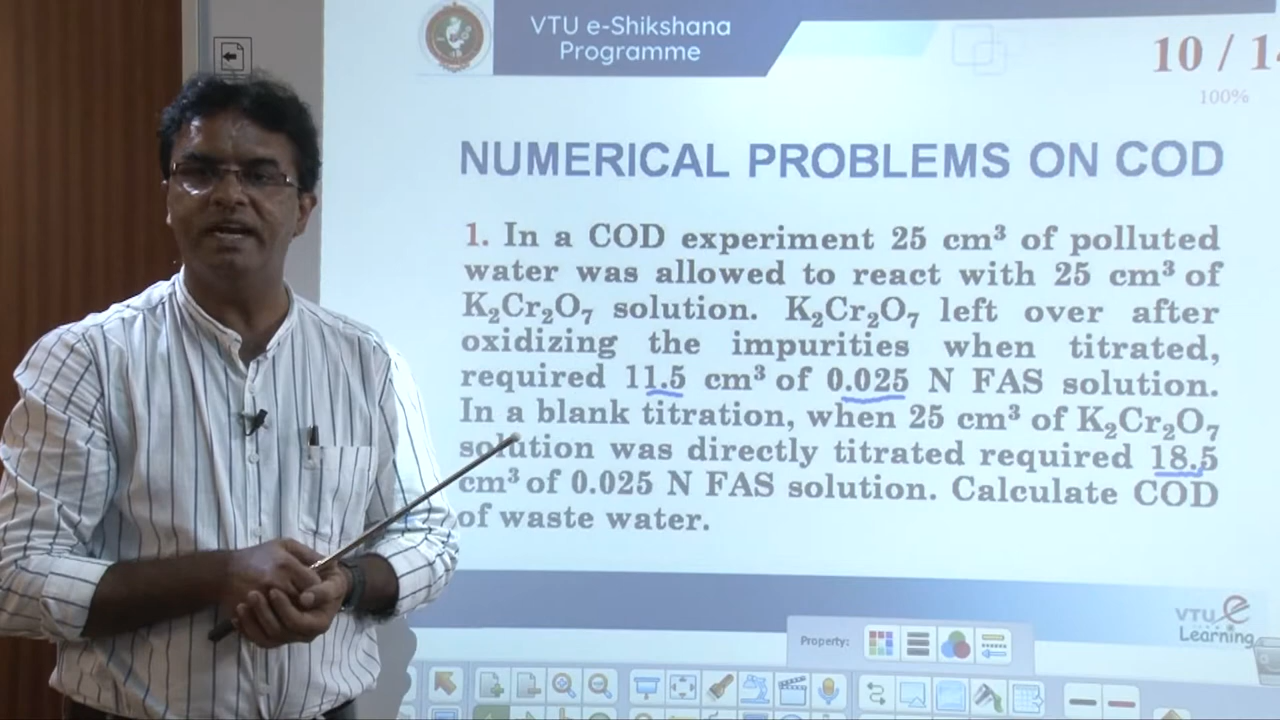 VTU e-Shikshana
Programme
10 / 14
100%
NUMERICAL PROBLEMS ON COD
1. In a COD experiment 25 cm³ of polluted
water was allowed to react with 25 cm³ of
K₂Cr₂O₇ solution. K₂Cr₂O₇ left over after
oxidizing the impurities when titrated,
required 11.5 cm³ of 0.025 N FAS solution.
In a blank titration, when 25 cm³ of K₂Cr₂O₇
solution was directly titrated required 18.5
cm³ of 0.025 N FAS solution. Calculate COD
of waste water.
VTU e
Learning
Property: